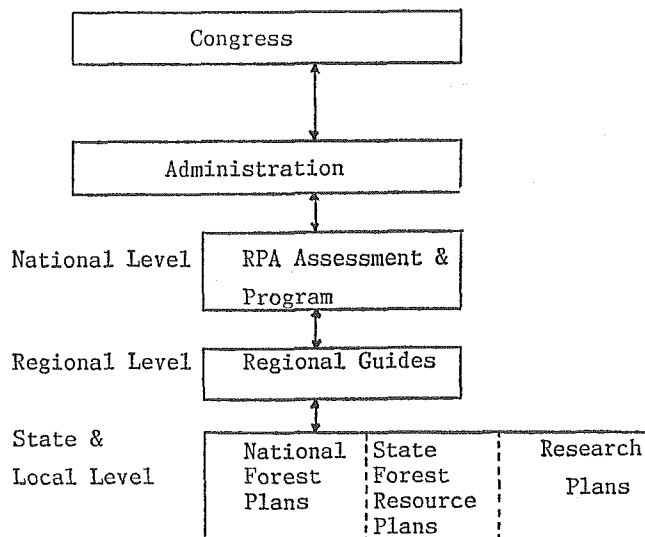 Congress
Administration
National Level RPA Assessment &
Program
Regional Level Regional Guides
State &
Local Level
National State Research
Forest Forest Plans
Plans Resource
Plans